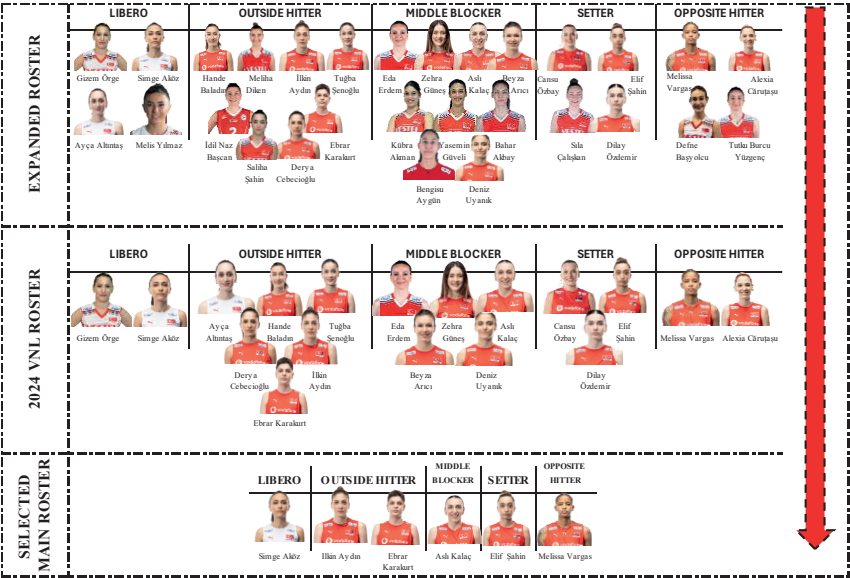 EXPANDED ROSTER
LIBERO OUTSIDE HITTER MIDDLE BLOCKER SETTER OPPOSITE HITTER
Gizem Örge Simge Aköz
Hande Baladın
Meliha Diken
İlkin Aydın
Tuğba Şenoğlu
Eda Erdem
Zehra Güneş
Aslı Kalaç
Beyza Arıcı
Cansu Özbay
Elif Şahin
Melissa Vargas
Alexia Căruțașu
Ayça Altıntaş Melis Yılmaz
İdil Naz Başcan
Saliha Şahin
Derya Cebecioğlu
Ebrar Karakurt
Kübra Akman
Yasemin Güveli
Bahar Akbay
Bengisu Aygün
Deniz Uyanık
Sıla Çalışkan
Dilay Özdemir
Defne Başyolcu
Tutku Burcu Yüzgenç
2024 VNL ROSTER
LIBERO OUTSIDE HITTER MIDDLE BLOCKER SETTER OPPOSITE HITTER
Gizem Örge Simge Aköz
Ayça Altıntaş
Hande Baladın
Tuğba Şenoğlu
Derya Cebecioğlu
İlkin Aydın
Ebrar Karakurt
Eda Erdem
Zehra Güneş
Aslı Kalaç
Beyza Arıcı
Deniz Uyanık
Cansu Özbay
Elif Şahin
Dilay Özdemir
Melissa Vargas Alexia Căruțașu
SELECTED MAIN ROSTER
LIBERO OUTSIDE HITTER MIDDLE BLOCKER SETTER OPPOSITE HITTER
Simge Aköz İlkin Aydın Ebrar Karakurt Aslı Kalaç Elif Şahin Melissa Vargas